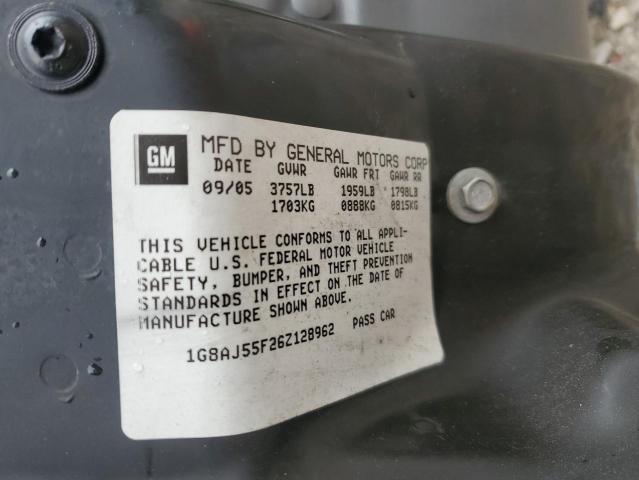 GM
MFD BY GENERAL MOTORS CORP
DATE GVWR GAWR FRT GAWR RR
09/05 3757LB 1959LB 1798LB
1703KG 0888KG 0815KG
THIS VEHICLE CONFORMS TO ALL APPLI-
CABLE U.S. FEDERAL MOTOR VEHICLE
SAFETY, BUMPER, AND THEFT PREVENTION
STANDARDS IN EFFECT ON THE DATE OF
MANUFACTURE SHOWN ABOVE.
1G8AJ55F26Z128962 PASS CAR